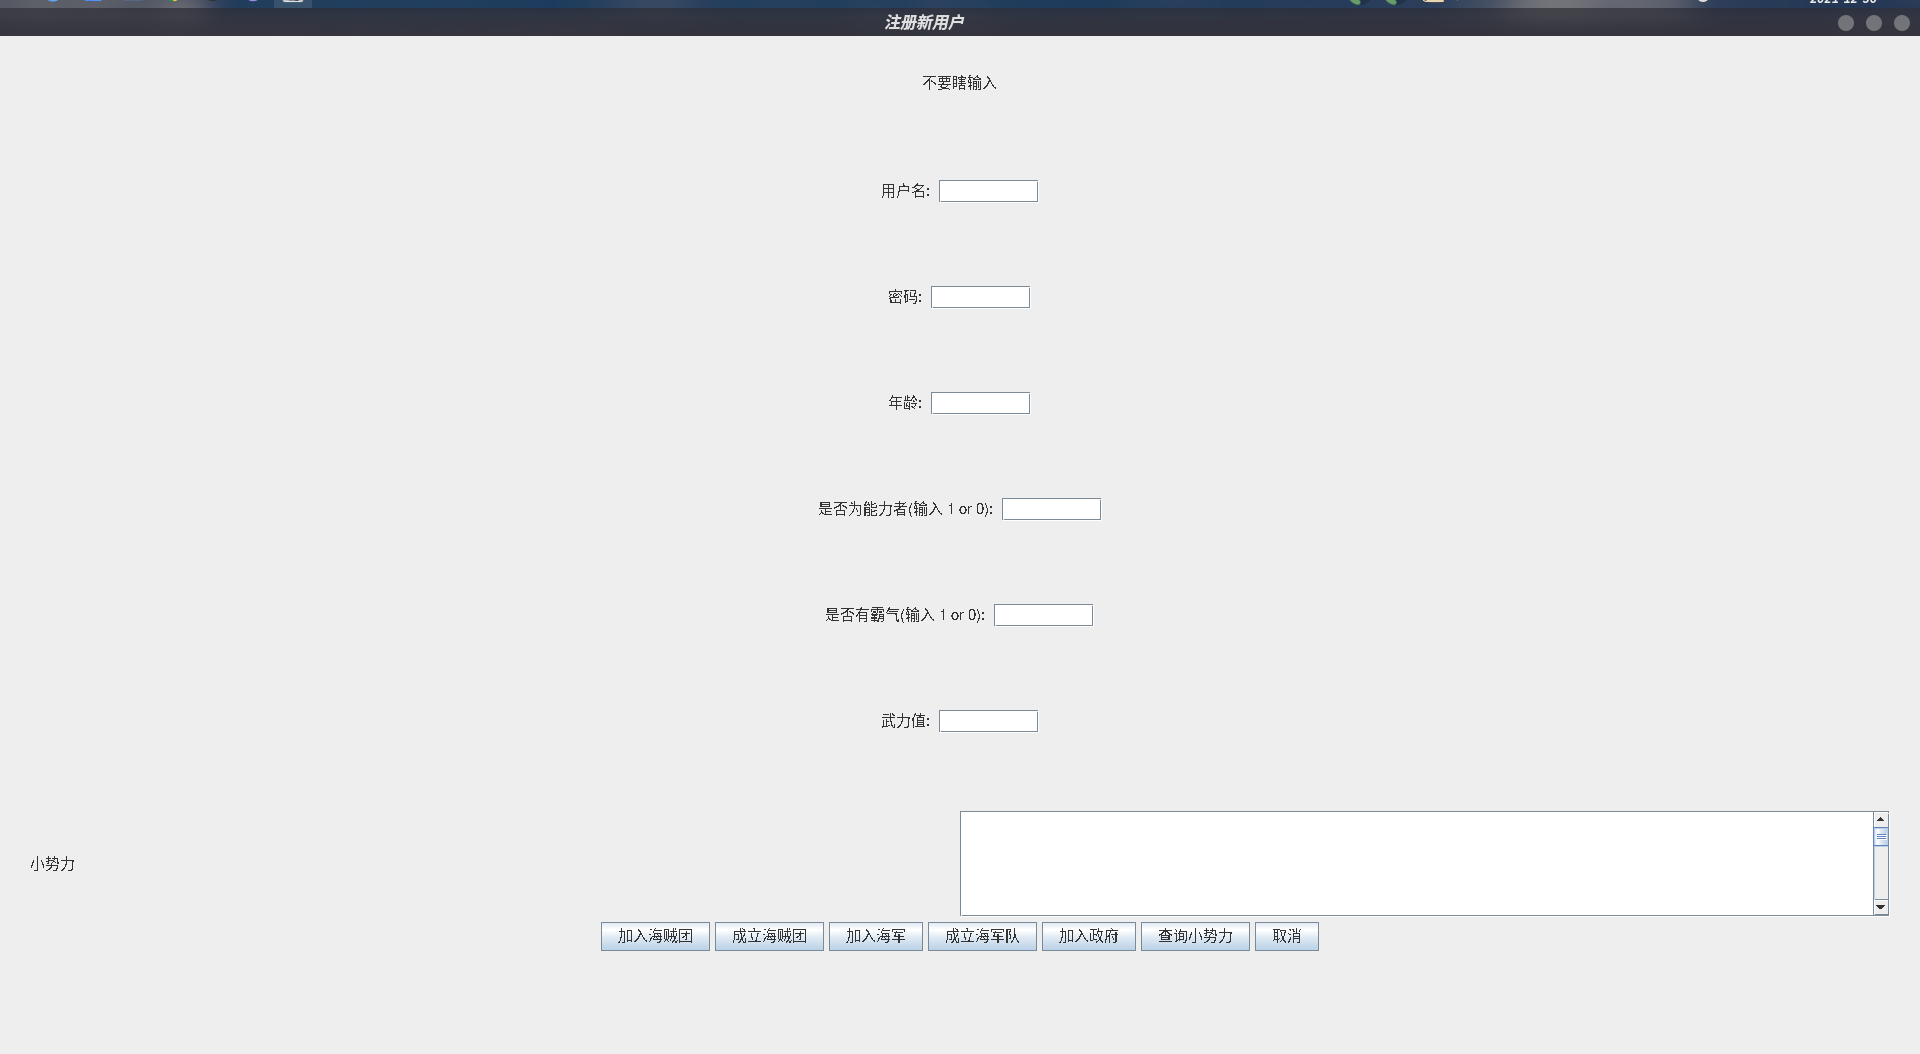 注册新用户
不要瞎输入
用户名:
密码:
年龄:
是否为能力者(输入 1 or 0):
是否有霸气(输入 1 or 0):
武力值:
小势力
加入海贼团 成立海贼团 加入海军 成立海军队 加入政府 查询小势力 取消